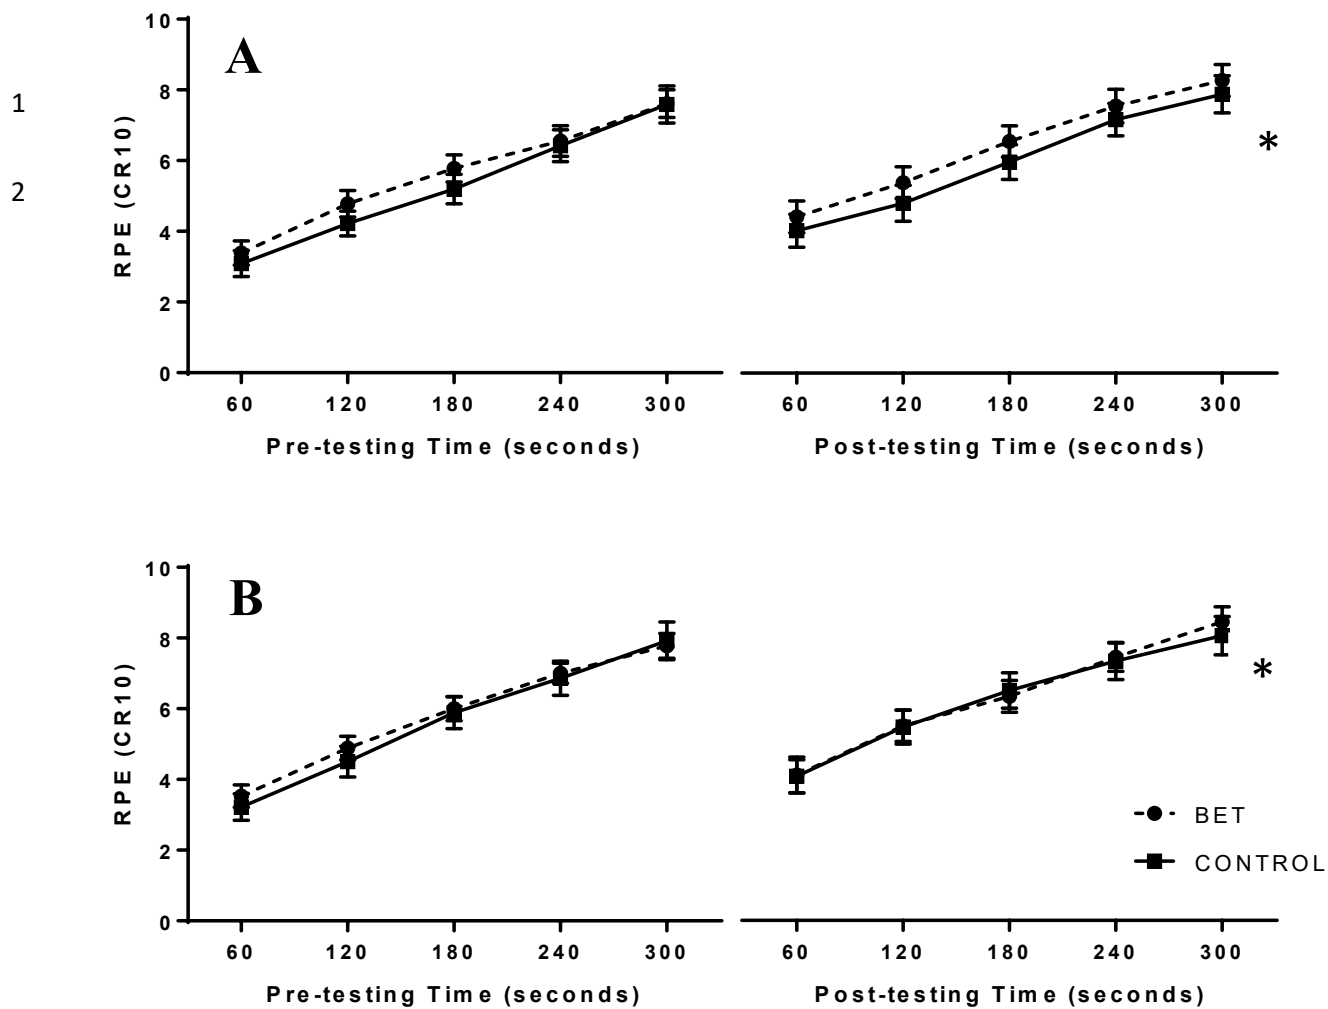 A
1
2
RPE (CR10)
10
8
6
4
2
0
60 120 180 240 300
60 120 180 240 300
Pre-testing Time (seconds)
Post-testing Time (seconds)
*
B
RPE (CR10)
10
8
6
4
2
0
*
BET
CONTROL
60 120 180 240 300
60 120 180 240 300
Pre-testing Time (seconds)
Post-testing Time (seconds)